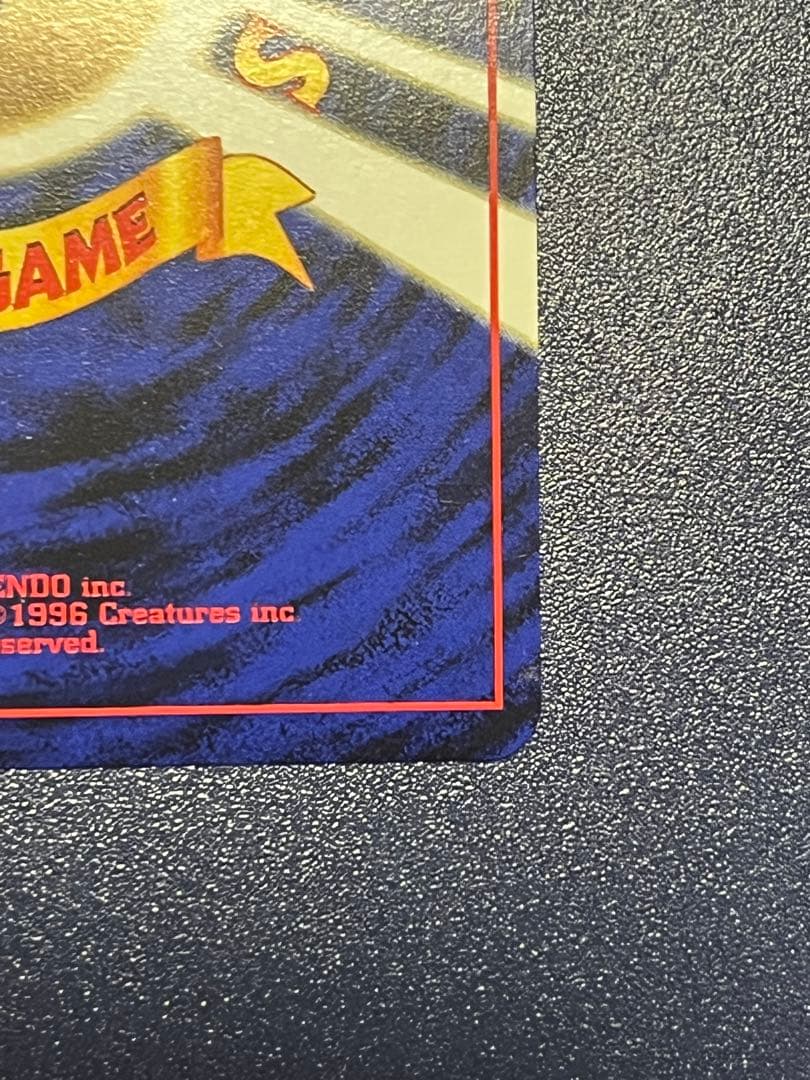 S
GAME
ENDO inc.
©1996 Creatures inc
served.